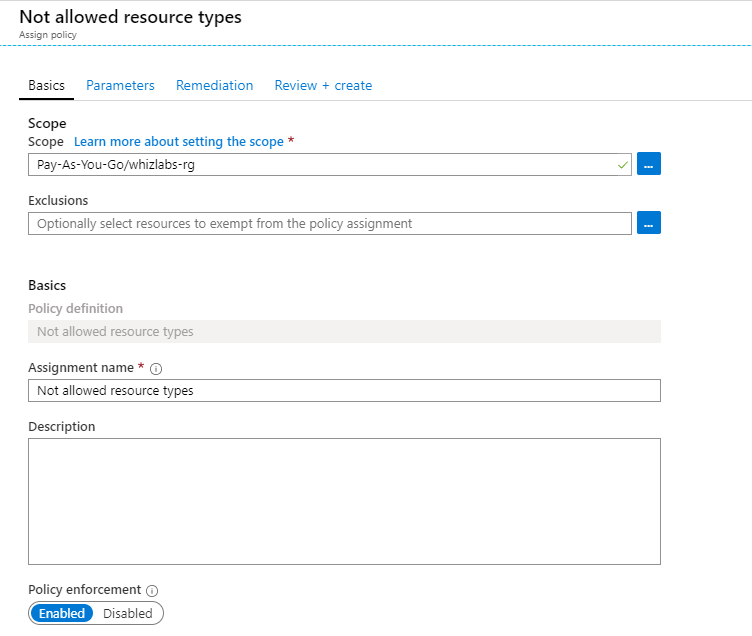 Not allowed resource types
Assign policy
Basics Parameters Remediation Review + create
Scope
Scope Learn more about setting the scope *
Pay-As-You-Go/whizlabs-rg
...
Exclusions
Optionally select resources to exempt from the policy assignment
...
Basics
Policy definition
Not allowed resource types
Assignment name *
Not allowed resource types
Description
Policy enforcement
Enabled Disabled